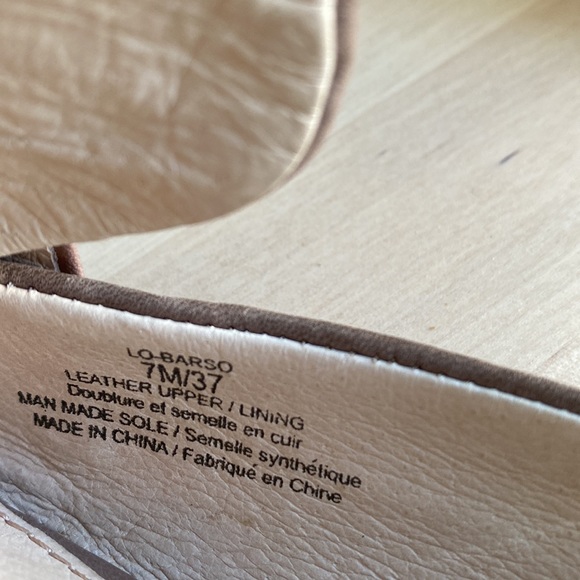 LO-BARSO
7M/37
LEATHER UPPER / LINING
Doublure et semelle en cuir
MAN MADE SOLE / Semelle synthétique
MADE IN CHINA / Fabriqué en Chine